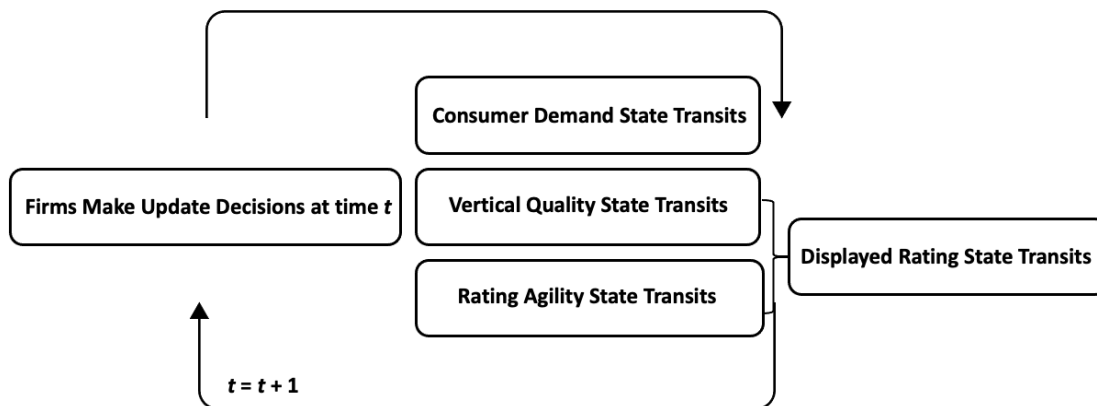 Consumer Demand State Transits
Firms Make Update Decisions at time t
Vertical Quality State Transits
Displayed Rating State Transits
Rating Agility State Transits
t = t + 1